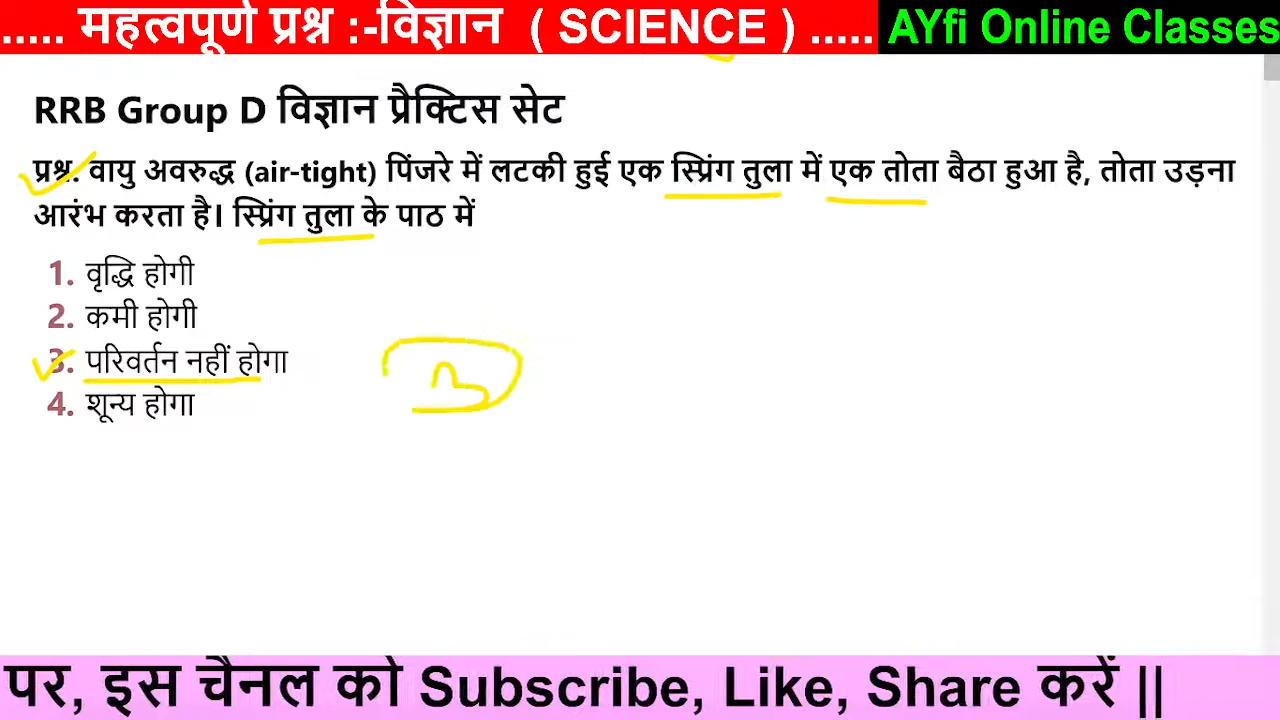 ..... महत्वपूर्ण प्रश्न :-विज्ञान ( SCIENCE ) ..... AYfi Online Classes
RRB Group D विज्ञान प्रैक्टिस सेट
प्रश्न. वायु अवरुद्ध (air-tight) पिंजरे में लटकी हुई एक स्प्रिंग तुला में एक तोता बैठा हुआ है, तोता उड़ना
आरंभ करता है। स्प्रिंग तुला के पाठ में
1. वृद्धि होगी
2. कमी होगी
3. परिवर्तन नहीं होगा
4. शून्य होगा
पर, इस चैनल को Subscribe, Like, Share करें ||